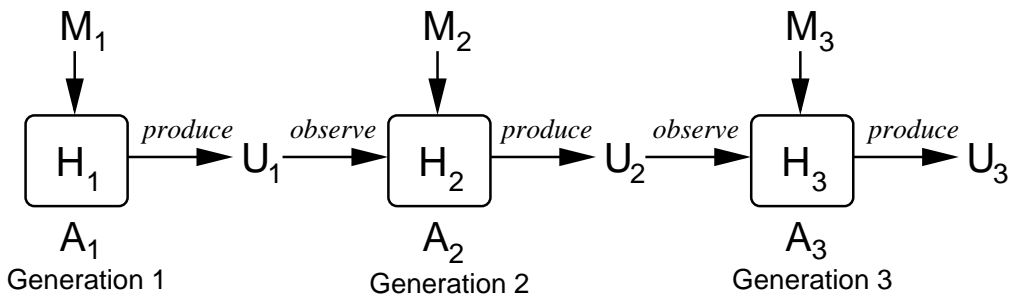 M1 M2 M3
produce observe produce observe produce
H1 U1 H2 U2 H3 U3
A1 A2 A3
Generation 1 Generation 2 Generation 3